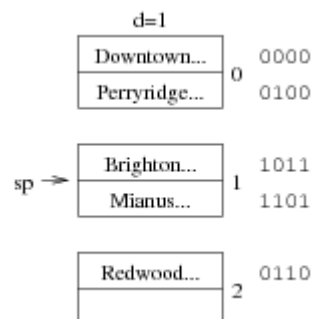 d=1
Downtown... 0000
0
Perryridge... 0100
Brighton... 1011
sp 1
Mianus... 1101
Redwood... 0110
2